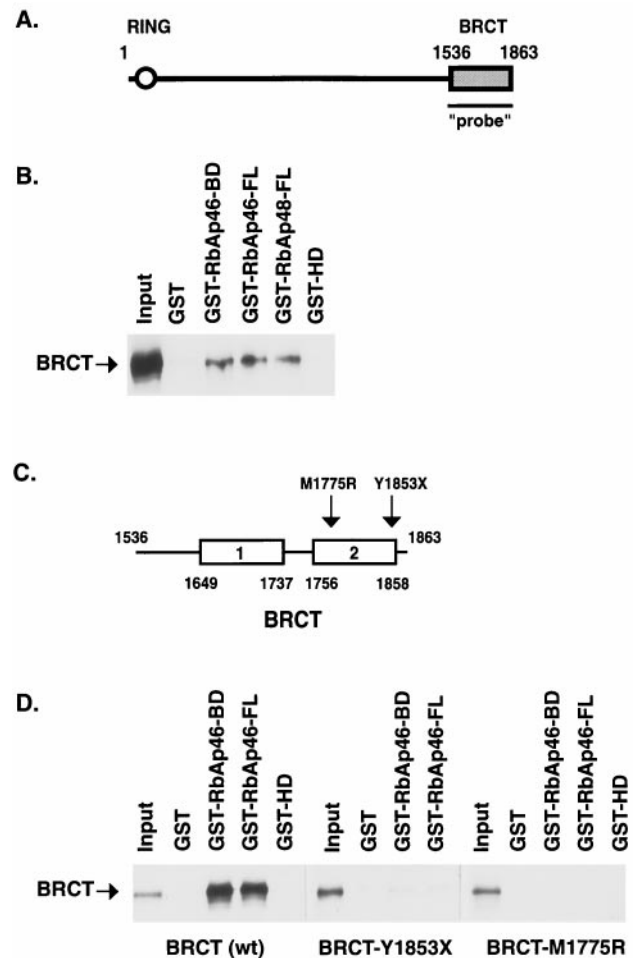 A.
RING
BRCT
1
1536 1863
"probe"
B.
Input
GST
GST-RbAp46-BD
GST-RbAp46-FL
GST-RbAp48-FL
GST-HD
BRCT
C.
M1775R
Y1853X
1536
1863
1
2
1649
1737
1756
1858
BRCT
D.
Input
GST
GST-RbAp46-BD
GST-RbAp46-FL
GST-HD
Input
GST
GST-RbAp46-BD
GST-RbAp46-FL
Input
GST
GST-RbAp46-BD
GST-RbAp46-FL
GST-HD
BRCT
BRCT (wt)
BRCT-Y1853X
BRCT-M1775R